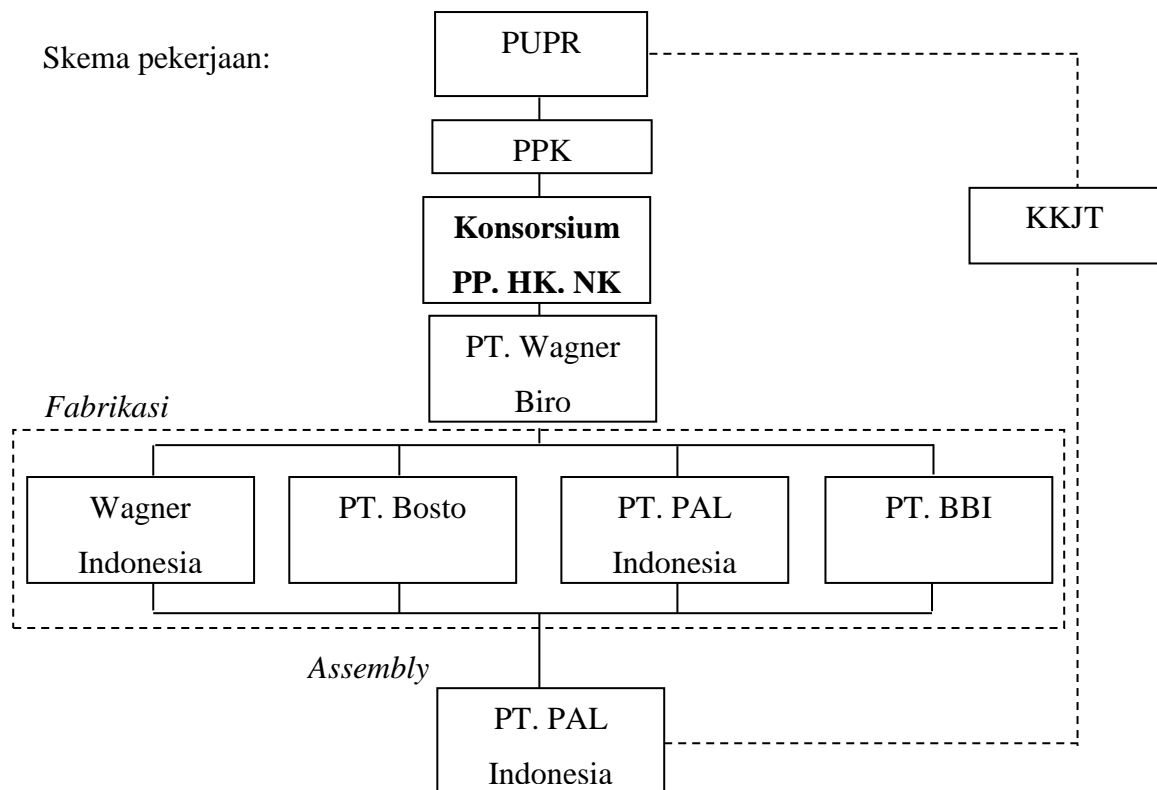 PUPR
Skema pekerjaan:
PPK
KKJT
Konsorsium
PP. HK. NK
PT. Wagner
Biro
Fabrikasi
Wagner
Indonesia
PT. Bosto
PT. PAL
Indonesia
PT. BBI
Assembly
PT. PAL
Indonesia